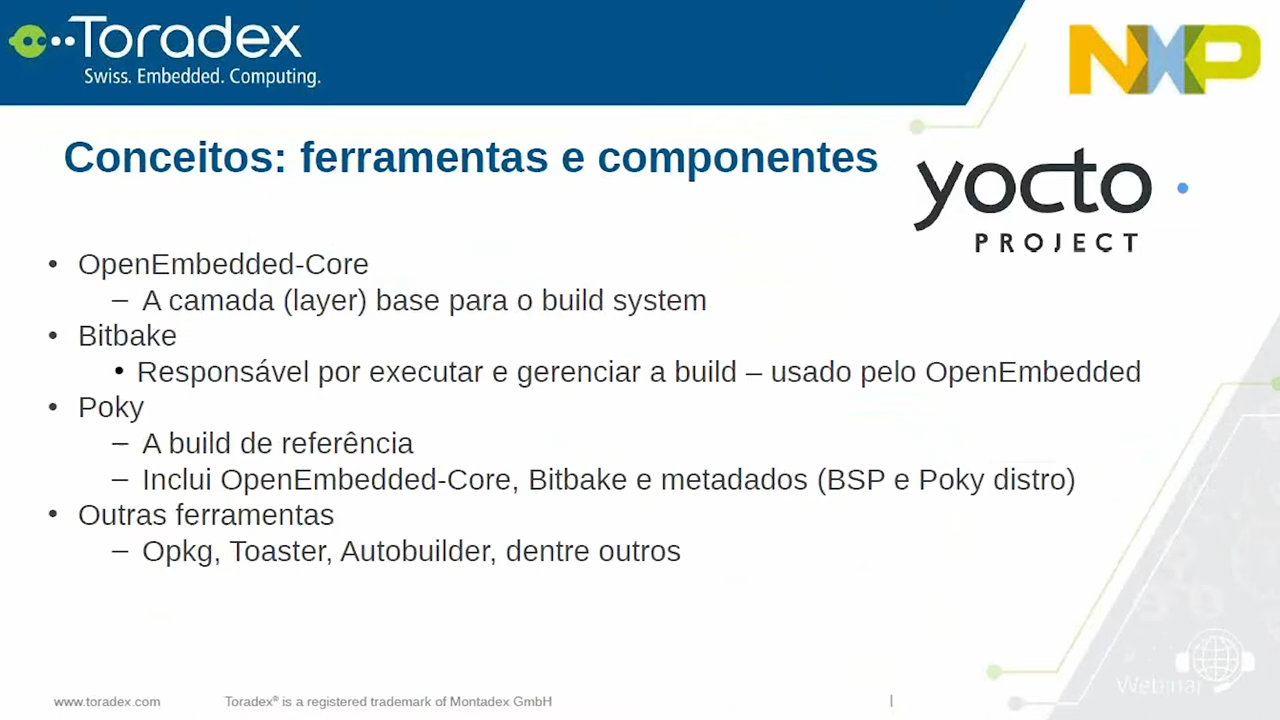 Toradex
Swiss. Embedded. Computing.
NXP
Conceitos: ferramentas e componentes
yocto
PROJECT
• OpenEmbedded-Core
– A camada (layer) base para o build system
• Bitbake
• Responsável por executar e gerenciar a build – usado pelo OpenEmbedded
• Poky
– A build de referência
– Inclui OpenEmbedded-Core, Bitbake e metadados (BSP e Poky distro)
• Outras ferramentas
– Opkg, Toaster, Autobuilder, dentre outros
Webinar
www.toradex.com Toradex® is a registered trademark of Montadex GmbH |